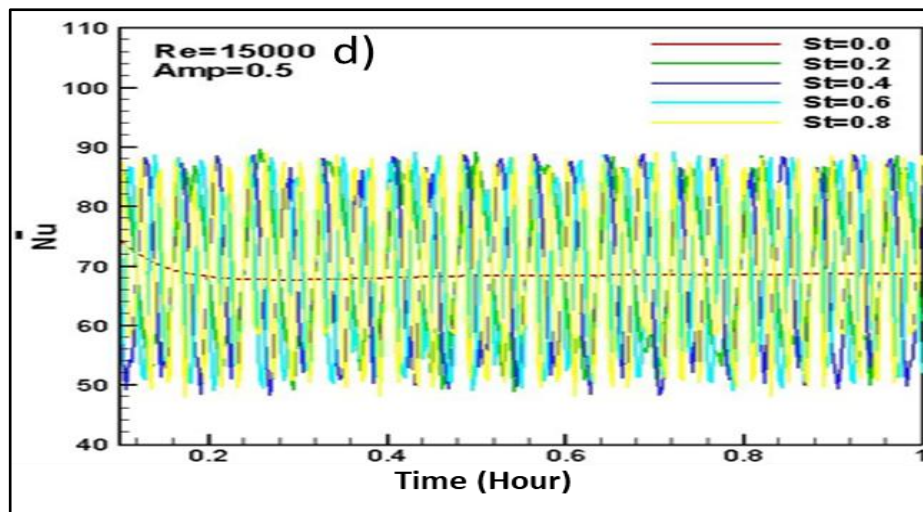 110
Re=15000 d)
Amp=0.5
St=0.0
St=0.2
St=0.4
St=0.6
St=0.8
100
90
80
N̄u
70
60
50
40
0.2 0.4 0.6 0.8 1
Time (Hour)